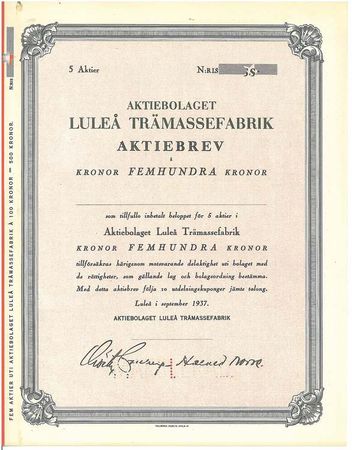 5 Aktier
N:RIS
AKTIEBOLAGET
LULEÅ TRÄMASSEFABRIK
AKTIEBREV
å
KRONOR FEMHUNDRA KRONOR
som tillfullo inbetalt beloppet för 5 aktier i
Aktiebolaget Luleå Trämassefabrik
KRONOR FEMHUNDRA KRONOR
tillförsäkras härigenom motsvarande delaktighet uti bolaget med
de rättigheter, som gällande lag och bolagsordning bestämma.
Med detta aktiebrev följa 20 utdelningskuponger jämte talong.
Luleå i september 1937.
AKTIEBOLAGET LULEÅ TRÄMASSEFABRIK
FEM AKTIER UTI AKTIEBOLAGET LULEÅ TRÄMASSEFABRIK Å 100 KRONOR = 500 KRONOR.
N:RIS